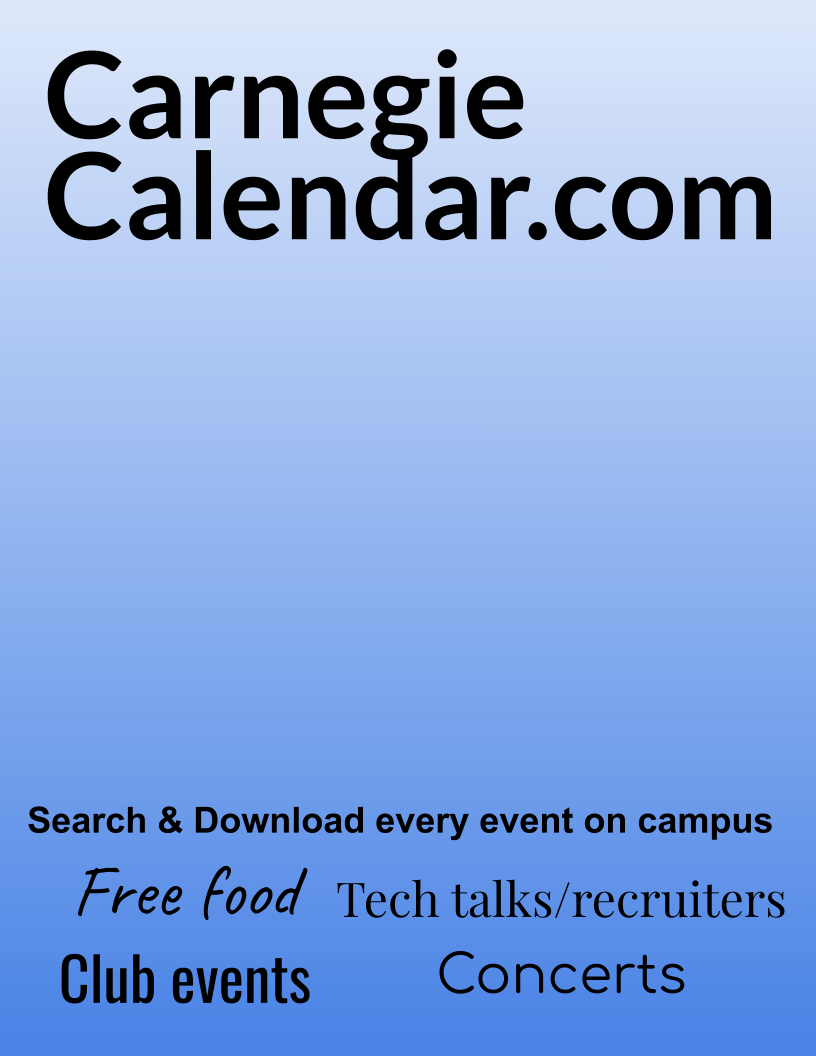 Carnegie
Calendar.com
Search & Download every event on campus
Free food Tech talks/recruiters
Club events Concerts